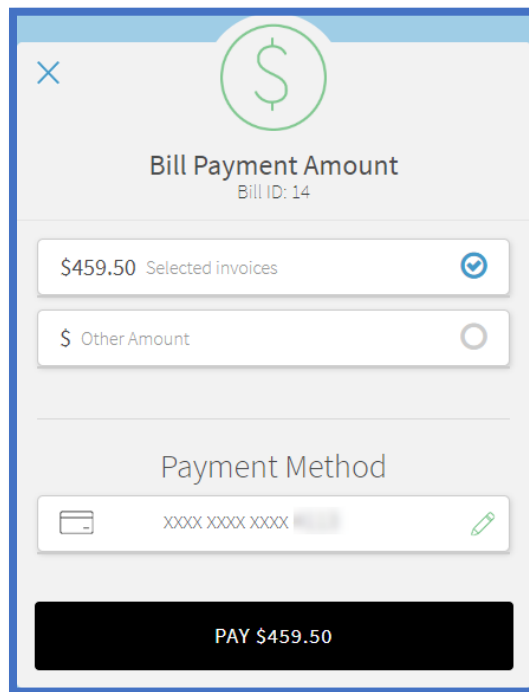 $
Bill Payment Amount
Bill ID: 14
$459.50 Selected invoices
$ Other Amount
Payment Method
XXXX XXXX XXXX
PAY $459.50